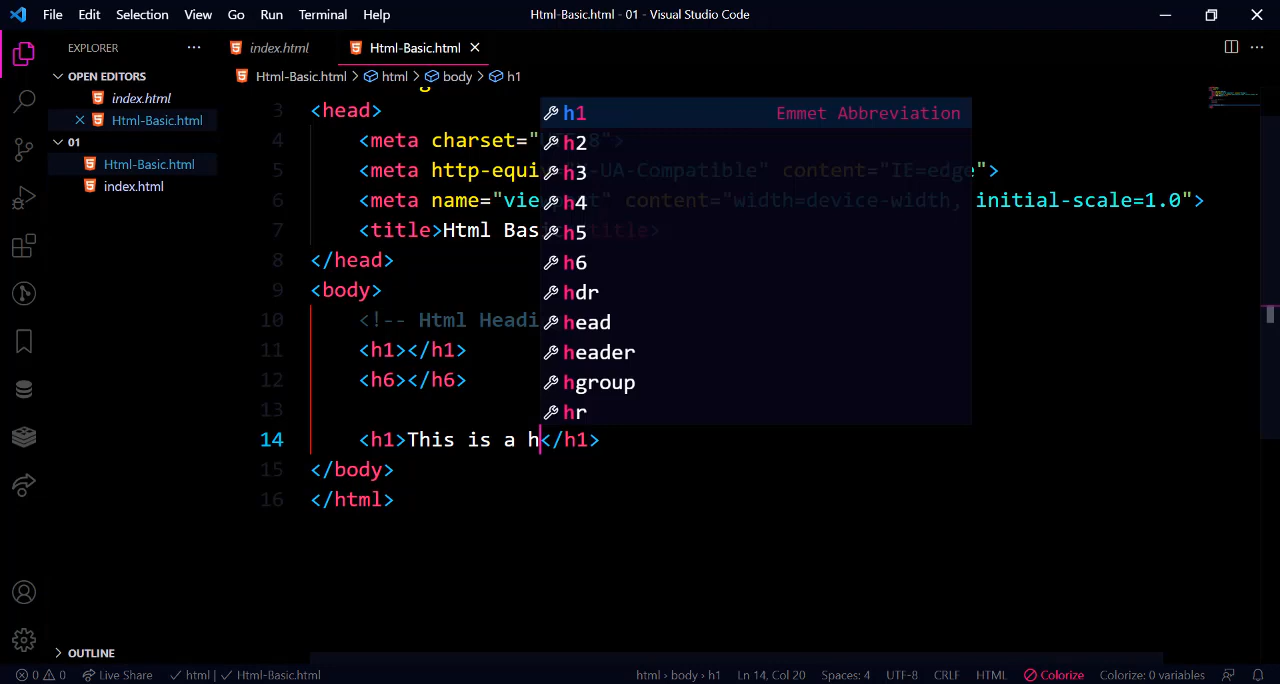 File Edit Selection View Go Run Terminal Help Html-Basic.html - 01 - Visual Studio Code
EXPLORER ... index.html Html-Basic.html
OPEN EDITORS Html-Basic.html > html > body > h1
index.html
Html-Basic.html
01
Html-Basic.html
index.html
3 <head>
4 <meta charset=" 8">
5 <meta http-equiv -UA-Compatible" content="IE=edge">
6 <meta name="viewport" content="width=device-width, initial-scale=1.0">
7 <title>Html Basic title>
8 </head>
9 <body>
10 <!-- Html Headi
11 <h1></h1>
12 <h6></h6>
13
14 <h1>This is a h</h1>
15 </body>
16 </html>
h1 Emmet Abbreviation
h2
h3
h4
h5
h6
hdr
head
header
hgroup
hr
OUTLINE
0 0 Live Share html | Html-Basic.html html > body > h1 Ln 14, Col 20 Spaces: 4 UTF-8 CRLF HTML Colorize Colorize: 0 variables